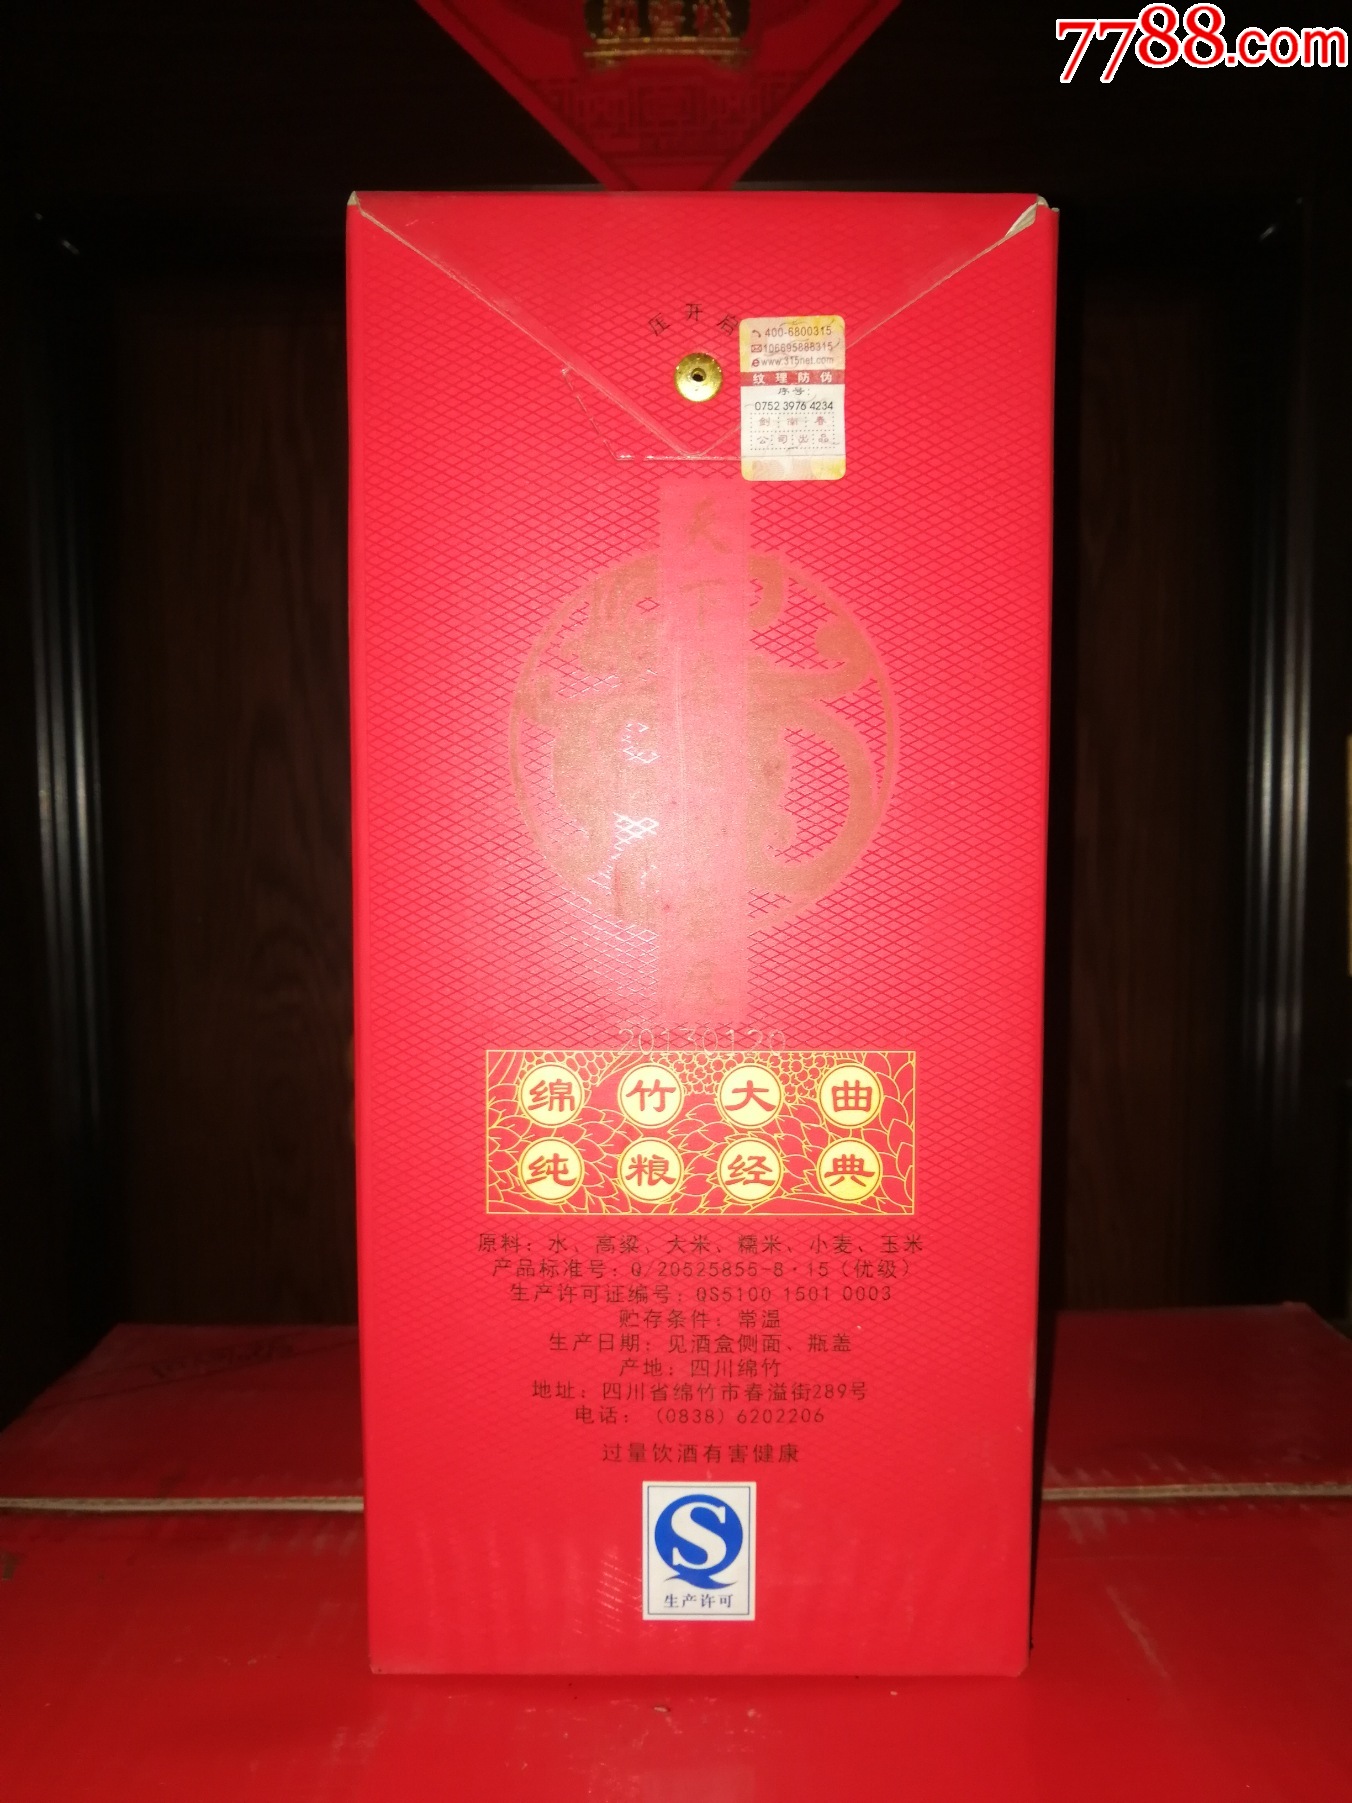 7788.com
压开启
400-6800315
106695888315
www.315net.com
纹理防伪
序号:
0752 3976 4234
剑南春
公司出品
天下
20130120
绵竹大曲
纯粮经典
原料：水、高粱、大米、糯米、小麦、玉米
产品标准号：Q/20525855-8·15（优级）
生产许可证编号：QS5100 1501 0003
贮存条件：常温
生产日期：见酒盒侧面、瓶盖
产地：四川绵竹
地址：四川省绵竹市春溢街289号
电话：（0838）6202206
过量饮酒有害健康
生产许可